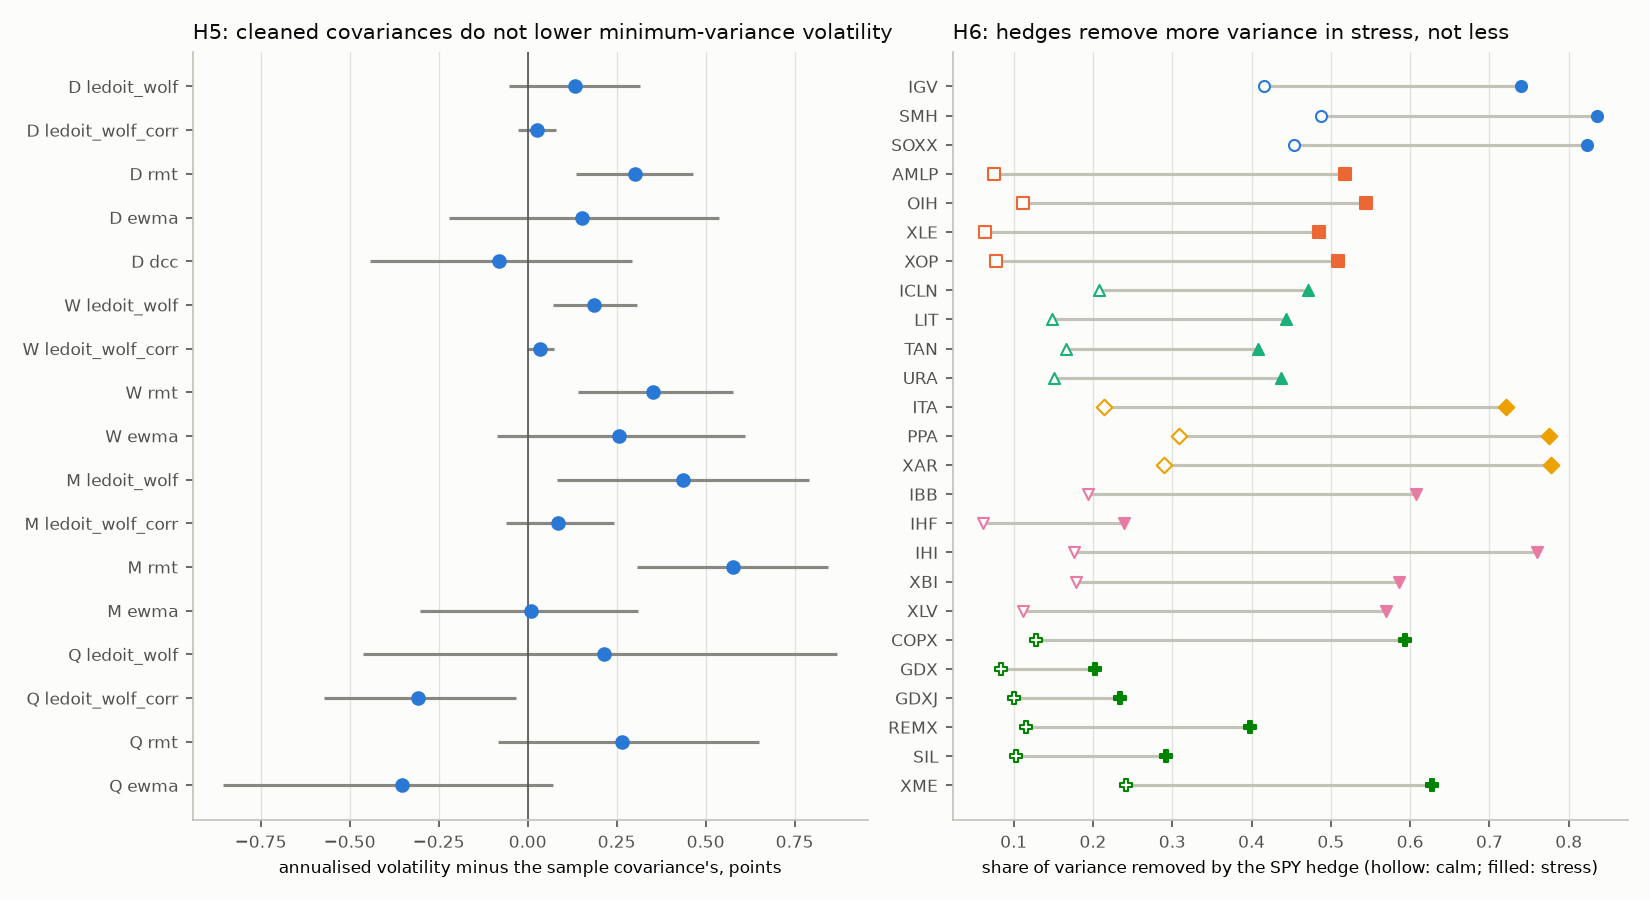 H5: cleaned covariances do not lower minimum-variance volatility
D ledoit_wolf
D ledoit_wolf_corr
D rmt
D ewma
D dcc
W ledoit_wolf
W ledoit_wolf_corr
W rmt
W ewma
M ledoit_wolf
M ledoit_wolf_corr
M rmt
M ewma
Q ledoit_wolf
Q ledoit_wolf_corr
Q rmt
Q ewma
−0.75 −0.50 −0.25 0.00 0.25 0.50 0.75
annualised volatility minus the sample covariance's, points
H6: hedges remove more variance in stress, not less
IGV
SMH
SOXX
AMLP
OIH
XLE
XOP
ICLN
LIT
TAN
URA
ITA
PPA
XAR
IBB
IHF
IHI
XBI
XLV
COPX
GDX
GDXJ
REMX
SIL
XME
0.1 0.2 0.3 0.4 0.5 0.6 0.7 0.8
share of variance removed by the SPY hedge (hollow: calm; filled: stress)